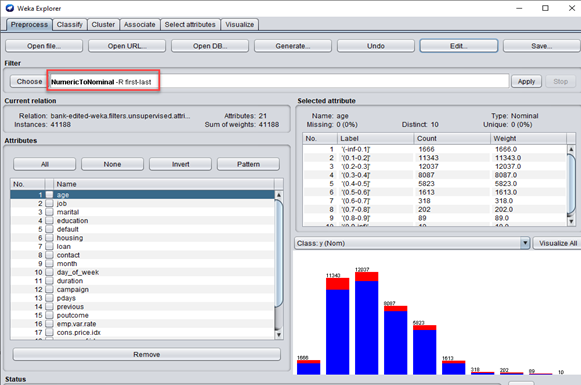 Weka Explorer
Preprocess Classify Cluster Associate Select attributes Visualize
Open file... Open URL... Open DB... Generate... Undo Edit... Save...
Filter
Choose NumericToNominal -R first-last Apply Stop
Current relation
Relation: bank-edited-weka.filters.unsupervised.attri... Attributes: 21
Instances: 41188 Sum of weights: 41188
Attributes
All None Invert Pattern
No. Name
1 age
2 job
3 marital
4 education
5 default
6 housing
7 loan
8 contact
9 month
10 day_of_week
11 duration
12 campaign
13 pdays
14 previous
15 poutcome
16 emp.var.rate
17 cons.price.idx
Remove
Status
Selected attribute
Name: age Type: Nominal
Missing: 0 (0%) Distinct: 10 Unique: 0 (0%)
No. Label Count Weight
1 '(-inf-0.1]' 1666 1666.0
2 '(0.1-0.2]' 11343 11343.0
3 '(0.2-0.3]' 12037 12037.0
4 '(0.3-0.4]' 8087 8087.0
5 '(0.4-0.5]' 5823 5823.0
6 '(0.5-0.6]' 1613 1613.0
7 '(0.6-0.7]' 318 318.0
8 '(0.7-0.8]' 202 202.0
9 '(0.8-0.9]' 89 89.0
Class: y (Nom) Visualize All
1666 11343 12037 8087 5823 1613 318 202 89 10